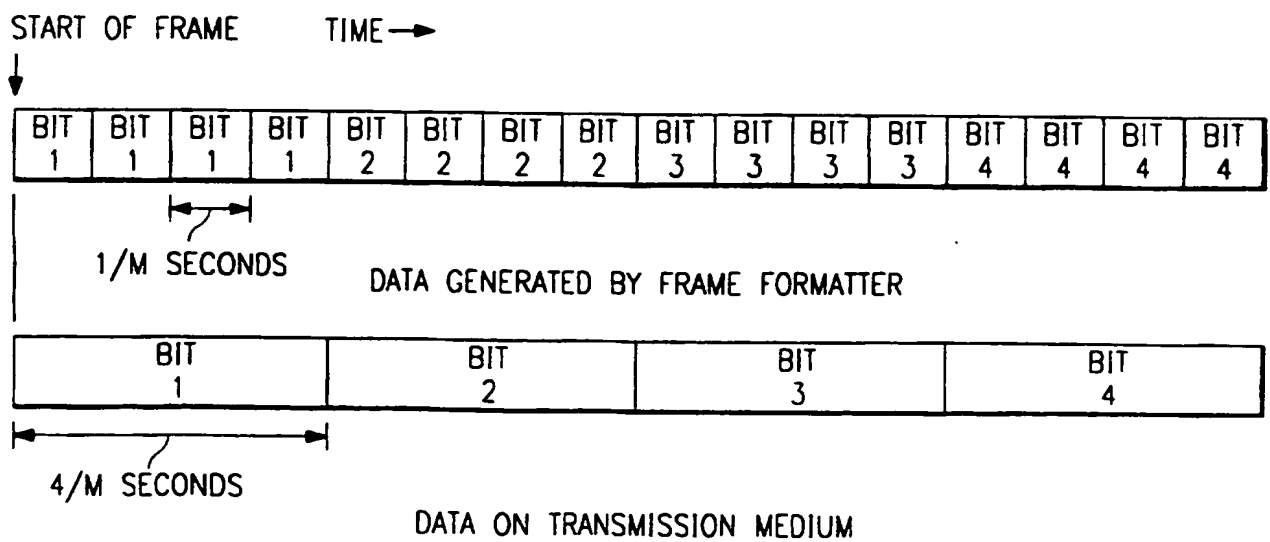 START OF FRAME TIME
BIT BIT BIT BIT BIT BIT BIT BIT BIT BIT BIT BIT BIT BIT BIT BIT
1 1 1 1 2 2 2 2 3 3 3 3 4 4 4 4
1/M SECONDS
DATA GENERATED BY FRAME FORMATTER
BIT BIT BIT BIT
1 2 3 4
4/M SECONDS
DATA ON TRANSMISSION MEDIUM